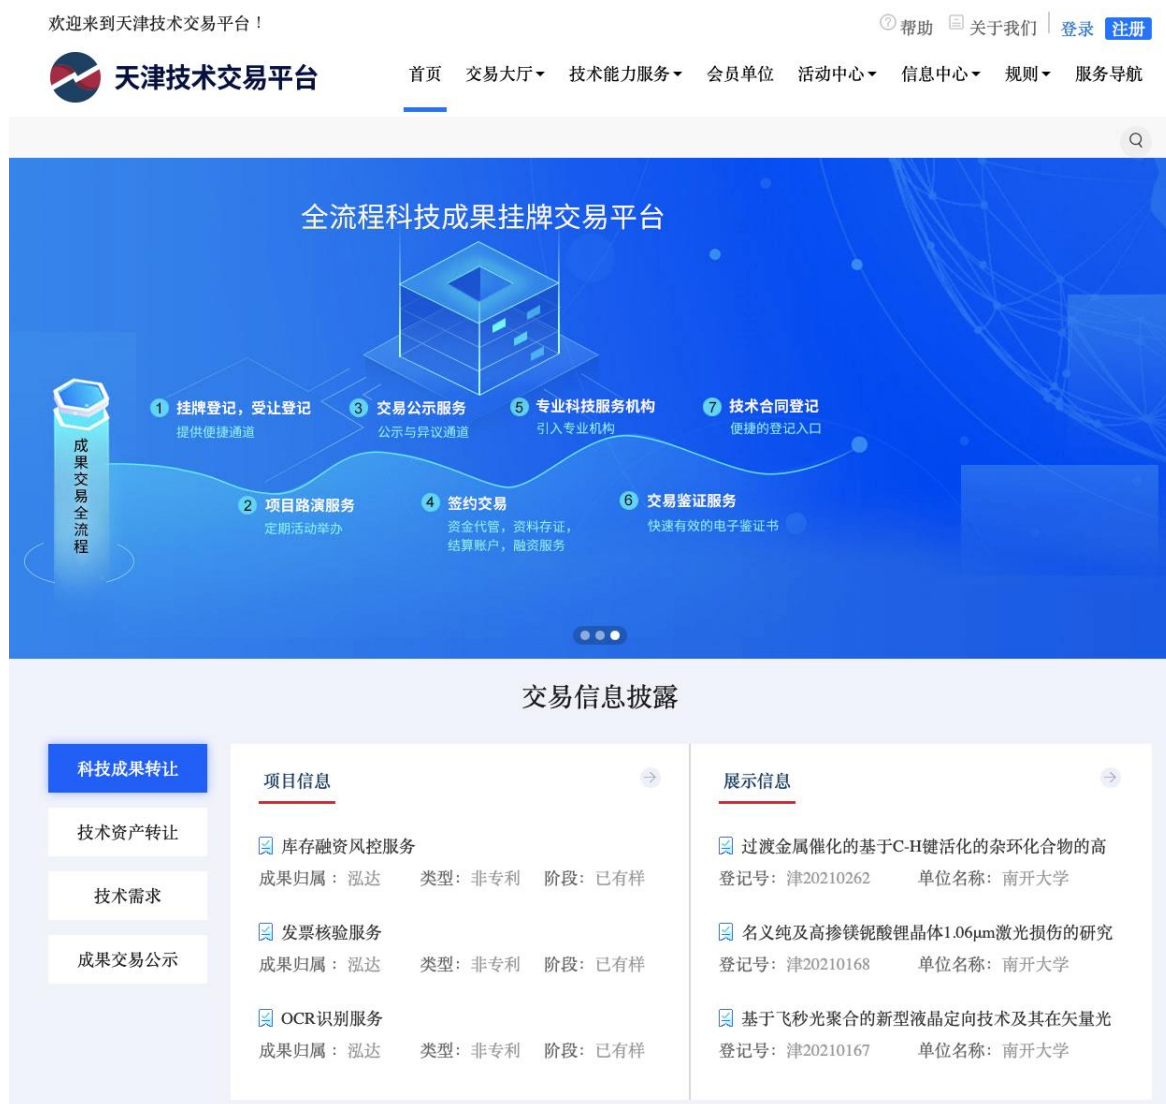 欢迎来到天津技术交易平台！
帮助 关于我们 登录 注册
天津技术交易平台
首页 交易大厅 技术能力服务 会员单位 活动中心 信息中心 规则 服务导航
全流程科技成果挂牌交易平台
成果交易全流程
1 挂牌登记，受让登记
提供便捷通道
3 交易公示服务
公示与异议通道
5 专业科技服务机构
引入专业机构
7 技术合同登记
便捷的登记入口
2 项目路演服务
定期活动举办
4 签约交易
资金代管，资料存证，
结算账户，融资服务
6 交易鉴证服务
快速有效的电子鉴证书
交易信息披露
科技成果转让
技术资产转让
技术需求
成果交易公示
项目信息
库存融资风控服务
成果归属：泓达 类型：非专利 阶段：已有样
发票核验服务
成果归属：泓达 类型：非专利 阶段：已有样
OCR识别服务
成果归属：泓达 类型：非专利 阶段：已有样
展示信息
过渡金属催化的基于C-H键活化的杂环化合物的高
登记号：津20210262 单位名称：南开大学
名义纯及高掺镁铌酸锂晶体1.06μm激光损伤的研究
登记号：津20210168 单位名称：南开大学
基于飞秒光聚合的新型液晶定向技术及其在矢量光
登记号：津20210167 单位名称：南开大学